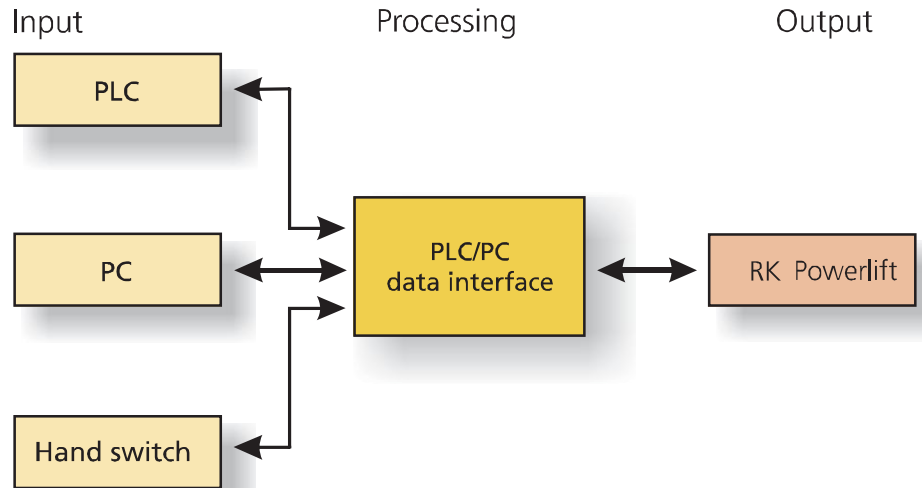 Input
Processing
Output
PLC
PC
Hand switch
PLC/PC
data interface
RK Powerlift